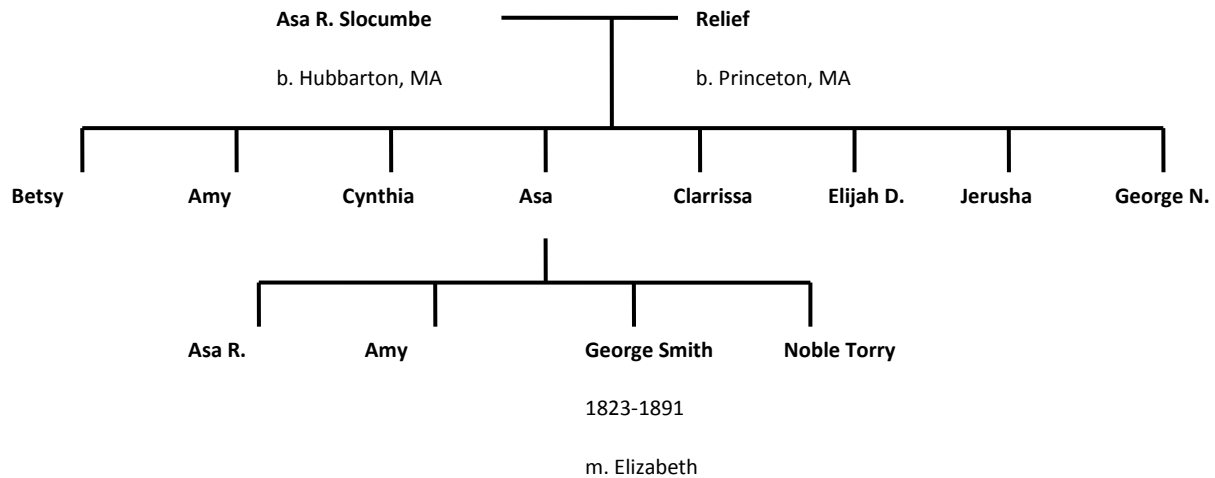 Asa R. Slocumbe Relief
b. Hubbarton, MA b. Princeton, MA
Betsy Amy Cynthia Asa Clarrissa Elijah D. Jerusha George N.
Asa R. Amy George Smith Noble Torry
1823-1891
m. Elizabeth